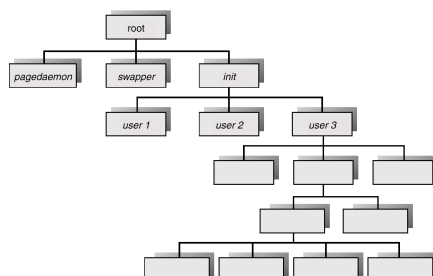 root
pagedaemon
swapper
init
user 1
user 2
user 3